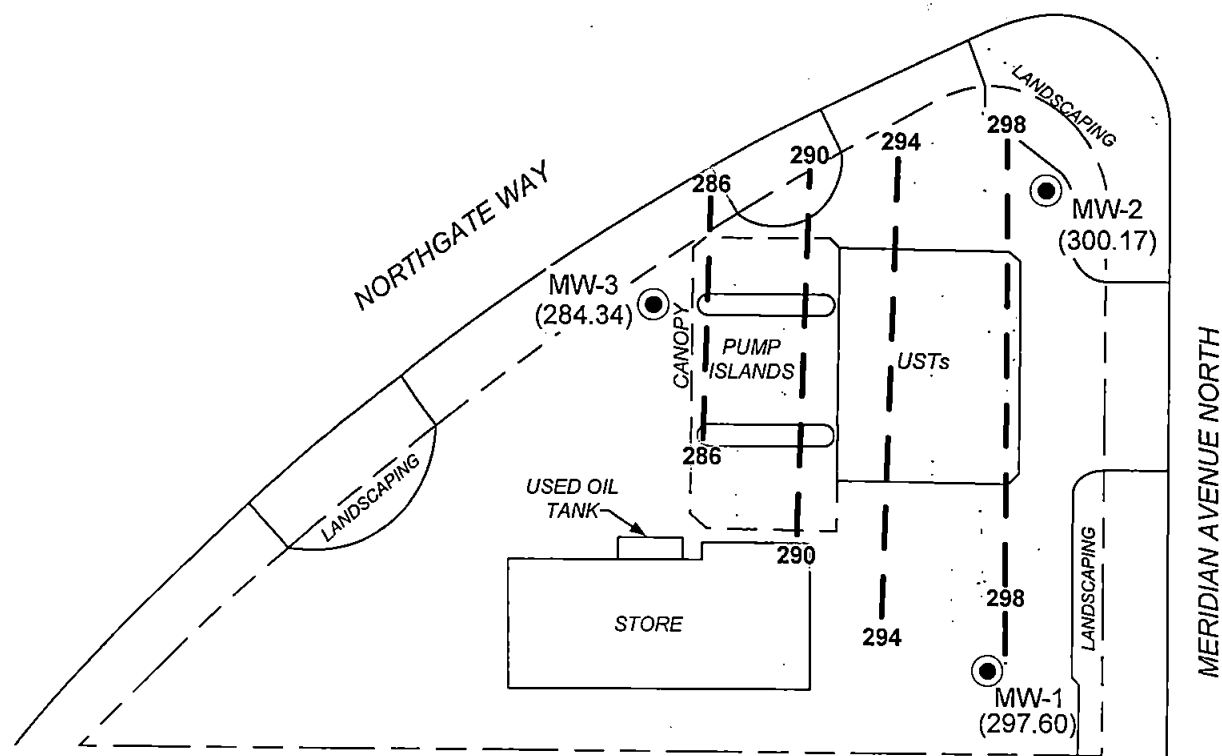 LANDSCAPING
298
294
290
286
NORTHGATE WAY
MW-2
(300.17)
MW-3
(284.34)
CANOPY
PUMP
ISLANDS
USTs
MERIDIAN AVENUE NORTH
286
LANDSCAPING
USED OIL
TANK
290
LANDSCAPING
298
STORE
294
MW-1
(297.60)